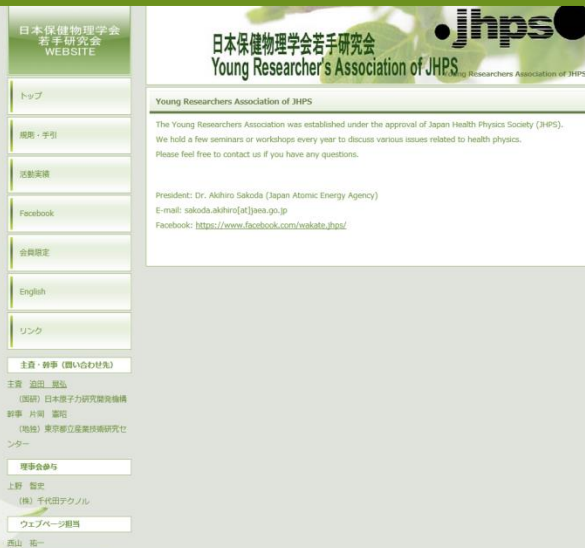 日本保健物理学会
若手研究会
WEBSITE
日本保健物理学会若手研究会
Young Researcher's Association of JHPS
.jhps
Young Researchers Association of JHPS
トップ
規則・手引
活動実績
Facebook
会員限定
English
リンク
Young Researchers Association of JHPS
The Young Researchers Association was established under the approval of Japan Health Physics Society (JHPS).
We hold a few seminars or workshops every year to discuss various issues related to health physics.
Please feel free to contact us if you have any questions.
President: Dr. Akihiro Sakoda (Japan Atomic Energy Agency)
E-mail: sakoda.akihiro[at]jaea.go.jp
Facebook: https://www.facebook.com/wakate.jhps/
主査・幹事（問い合わせ先）
主査 迫田 晃弘
（国研）日本原子力研究開発機構
幹事 片岡 憲昭
（地独）東京都立産業技術研究セ
ンター
理事会参与
上野 智史
（株）千代田テクノル
ウェブページ担当
西山 祐一